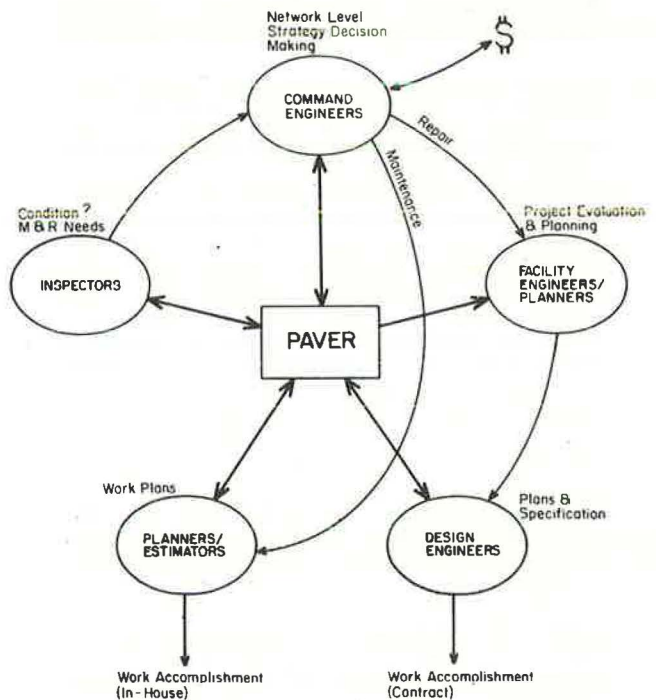 Network Level
Strategy Decision
Making
$
COMMAND
ENGINEERS
Repair
Maintenance
Condition?
M & R Needs
INSPECTORS
Project Evaluation
& Planning
FACILITY
ENGINEERS/
PLANNERS
PAVER
Work Plans
PLANNERS/
ESTIMATORS
Plans &
Specification
DESIGN
ENGINEERS
Work Accomplishment
(In-House)
Work Accomplishment
(Contract)